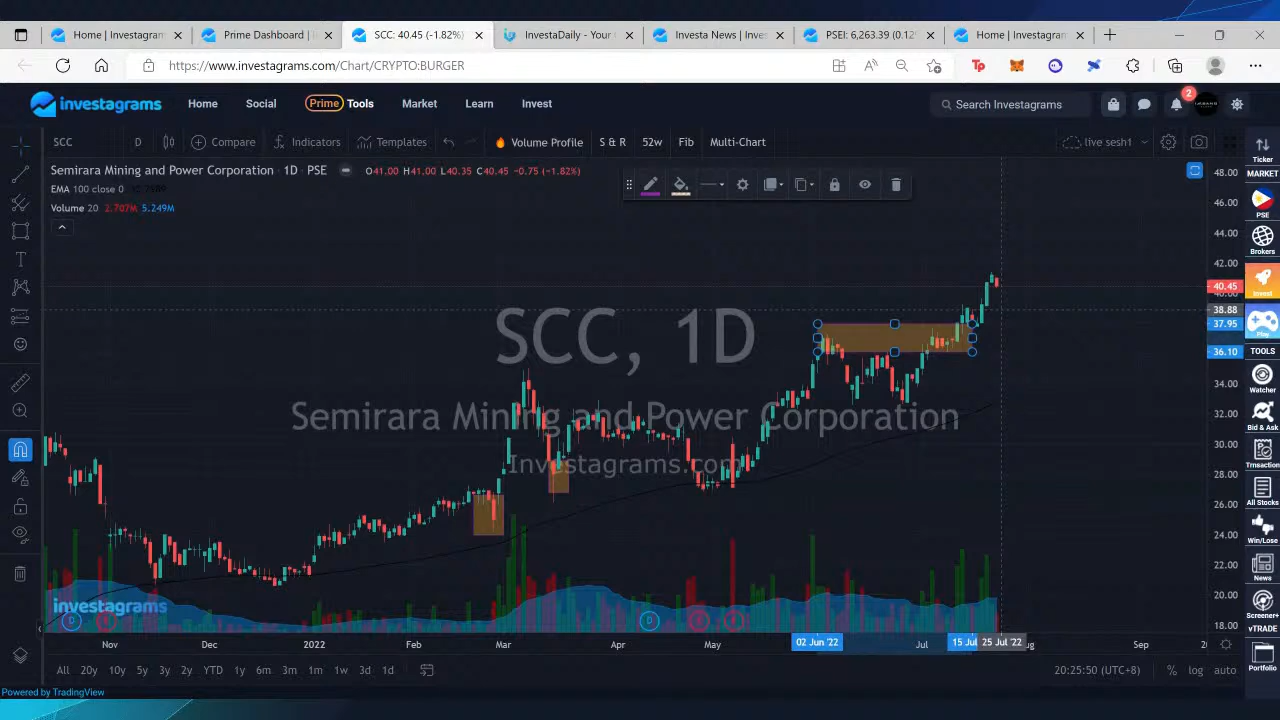 Home | Investagram
Prime Dashboard | I
SCC: 40.45 (-1.82%)
InvestaDaily - Your
Investa News | Inves
PSEI: 6,263.39 (0.12%
Home | Investagram
https://www.investagrams.com/Chart/CRYPTO:BURGER
investagrams
Home
Social
Prime Tools
Market
Learn
Invest
Search Investagrams
2
SCC
D
Compare
Indicators
Templates
Volume Profile
S & R
52w
Fib
Multi-Chart
live sesh1
Semirara Mining and Power Corporation · 1D · PSE
O41.00 H41.00 L40.35 C40.45 -0.75 (-1.82%)
EMA 100 close 0
Volume 20 2.707M 5.249M
48.00
46.00
44.00
42.00
40.45
40.00
38.88
37.95
36.10
34.00
32.00
30.00
28.00
26.00
24.00
22.00
20.00
18.00
SCC, 1D
Semirara Mining and Power Corporation
Investagrams.com
investagrams
D
D
Nov
Dec
2022
Feb
Mar
Apr
May
02 Jun '22
Jul
15 Jul
25 Jul '22
Sep
All
20y
10y
5y
3y
2y
YTD
1y
6m
3m
1m
1w
3d
1d
20:25:50 (UTC+8)
%
log
auto
Powered by TradingView
Ticker
MARKET
PSE
Brokers
Invest
Play
TOOLS
Watcher
Bid & Ask
Trnsaction
All Stocks
Win/Lose
News
Screener+
vTRADE
Portfolio